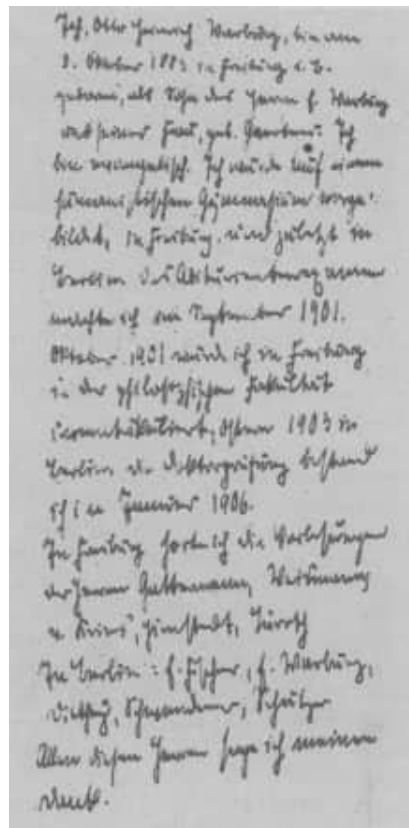 Ich, Otto Heinrich Warburg, bin am
8. Oktober 1883 in Freiburg i. B.
geboren, als Sohn des Herrn E. Warburg
und seiner Frau, geb. Gaertner. Ich
bin evangelisch. Ich wurde auf einem
humanistischen Gymnasium vorge-
bildet, in Freiburg und zuletzt in
Berlin. Das Abiturientenexamen
machte ich im September 1901.
Oktober 1901 wurde ich in Freiburg
in der philosophischen Fakultät
immatrikuliert, Ostern 1903 in
Berlin. Die Doktorprüfung bestand
ich im Januar 1906.
In Freiburg hörte ich die Vorlesungen
der Herren Gattermann, Weismann,
v. Kries, Himstedt, Lüroth
In Berlin: E. Fischer, E. Warburg,
Dilthey, Schwendener,
Allen diesen Herren sage ich meinen
Dank.